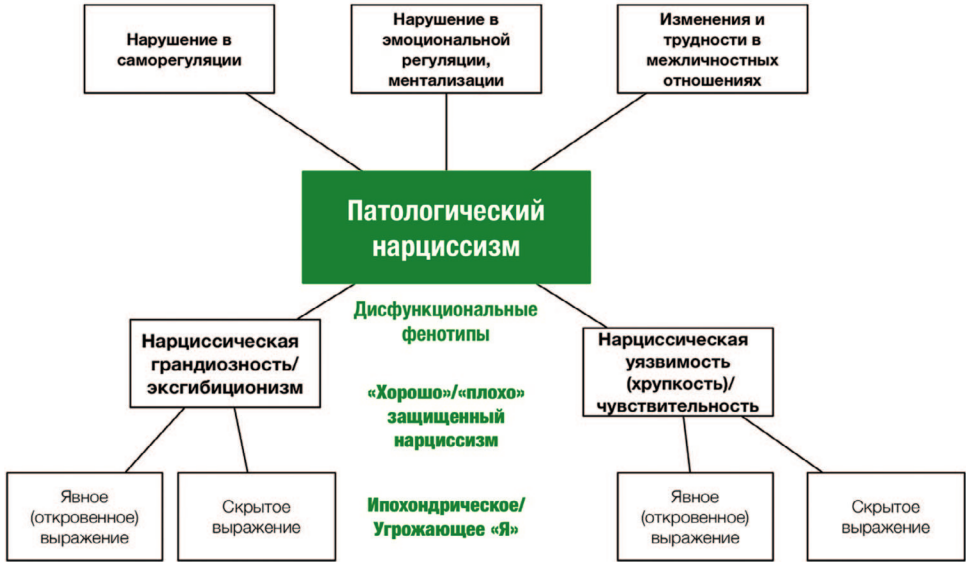 Нарушение в
саморегуляции
Нарушение в
эмоциональной
регуляции,
ментализации
Изменения и
трудности в
межличностных
отношениях
Патологический
нарциссизм
Дисфункциональные
фенотипы
Нарциссическая
грандиозность/
эксгибиционизм
Нарциссическая
уязвимость
(хрупкость)/
чувствительность
«Хорошо»/«плохо»
защищенный
нарциссизм
Явное
(откровенное)
выражение
Скрытое
выражение
Ипохондрическое/
Угрожающее «Я»
Явное
(откровенное)
выражение
Скрытое
выражение